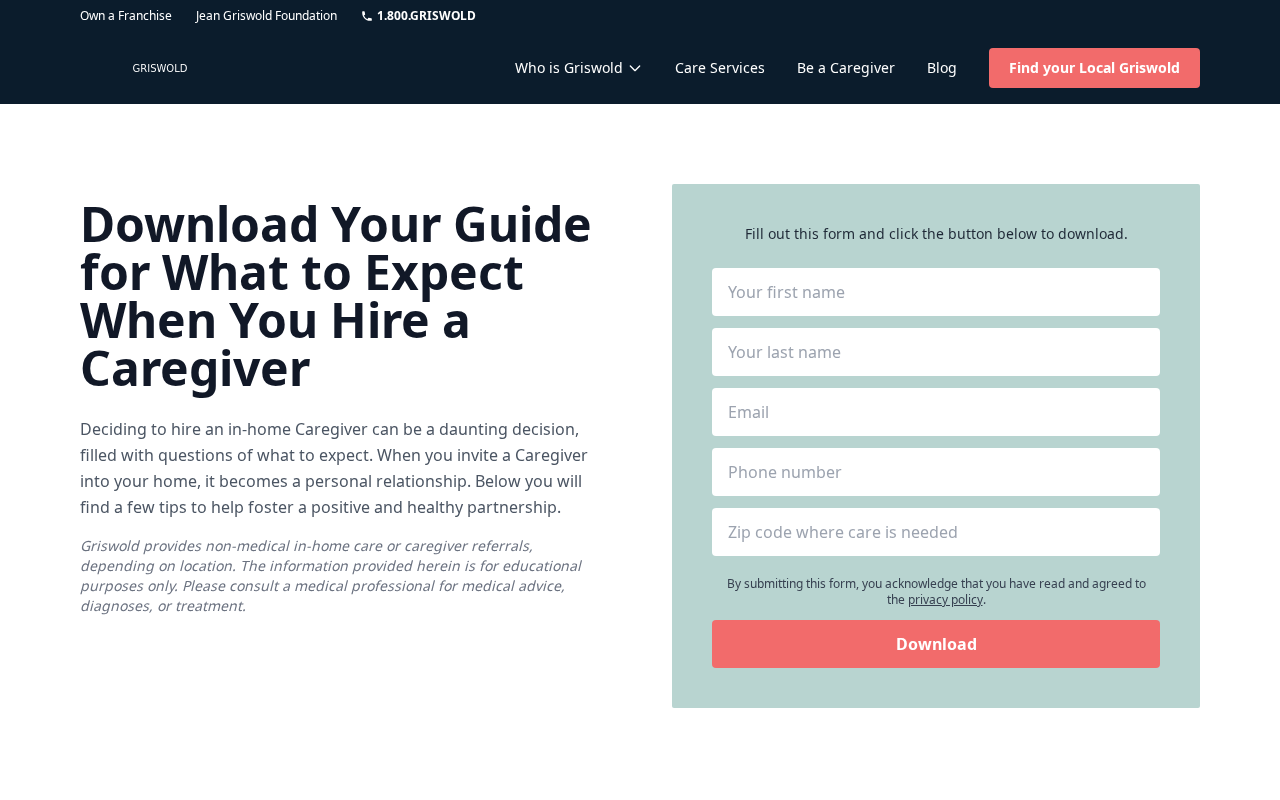 Own a Franchise
Jean Griswold Foundation
1.800.GRISWOLD
GRISWOLD
Who is Griswold
Care Services
Be a Caregiver
Blog
Find your Local Griswold
Download Your Guide
for What to Expect
When You Hire a
Caregiver
Deciding to hire an in-home Caregiver can be a daunting decision,
filled with questions of what to expect. When you invite a Caregiver
into your home, it becomes a personal relationship. Below you will
find a few tips to help foster a positive and healthy partnership.
Griswold provides non-medical in-home care or caregiver referrals,
depending on location. The information provided herein is for educational
purposes only. Please consult a medical professional for medical advice,
diagnoses, or treatment.
Fill out this form and click the button below to download.
Your first name
Your last name
Email
Phone number
Zip code where care is needed
By submitting this form, you acknowledge that you have read and agreed to
the privacy policy.
Download